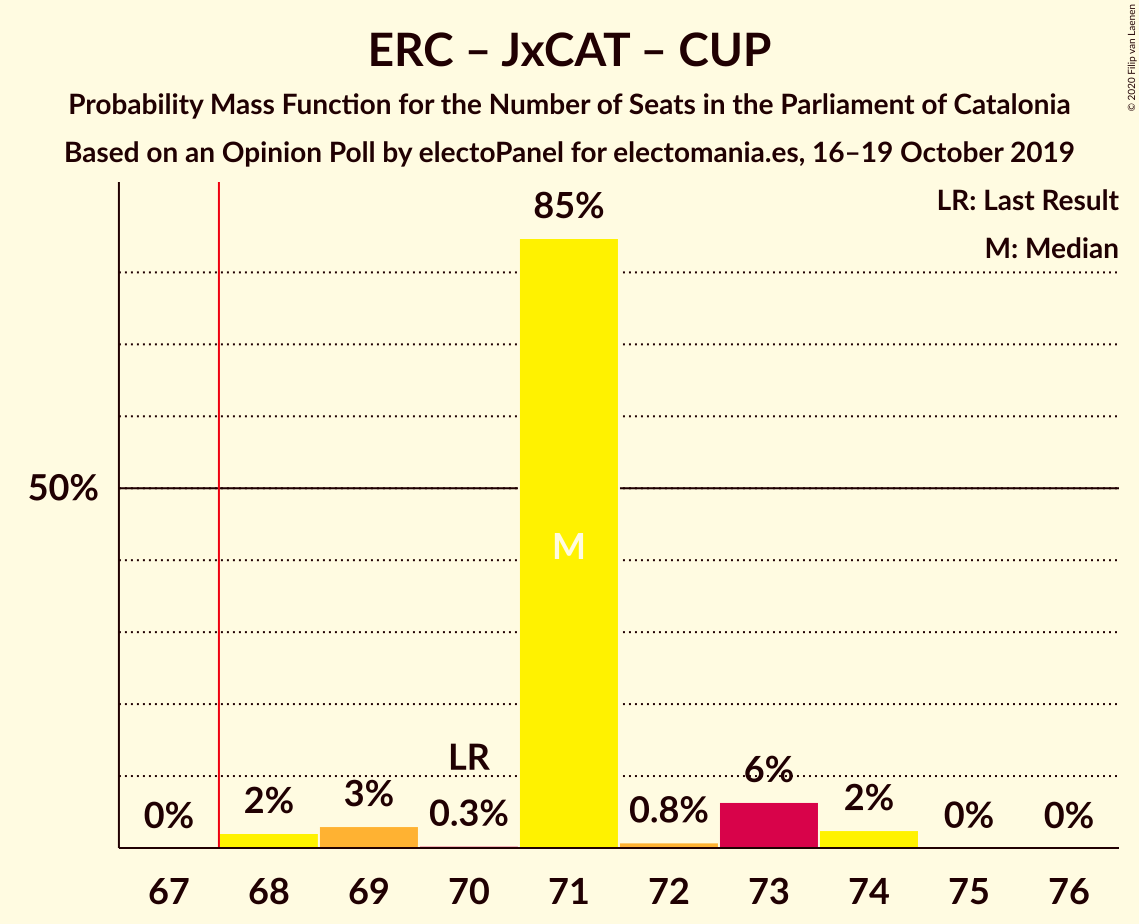 ERC – JxCAT – CUP
Probability Mass Function for the Number of Seats in the Parliament of Catalonia
Based on an Opinion Poll by electoPanel for electomania.es, 16–19 October 2019
© 2020 Filip van Laenen
LR: Last Result
M: Median
85%
50%
M
LR
0% 2% 3% 0.3% 0.8% 6% 2% 0% 0%
67 68 69 70 71 72 73 74 75 76